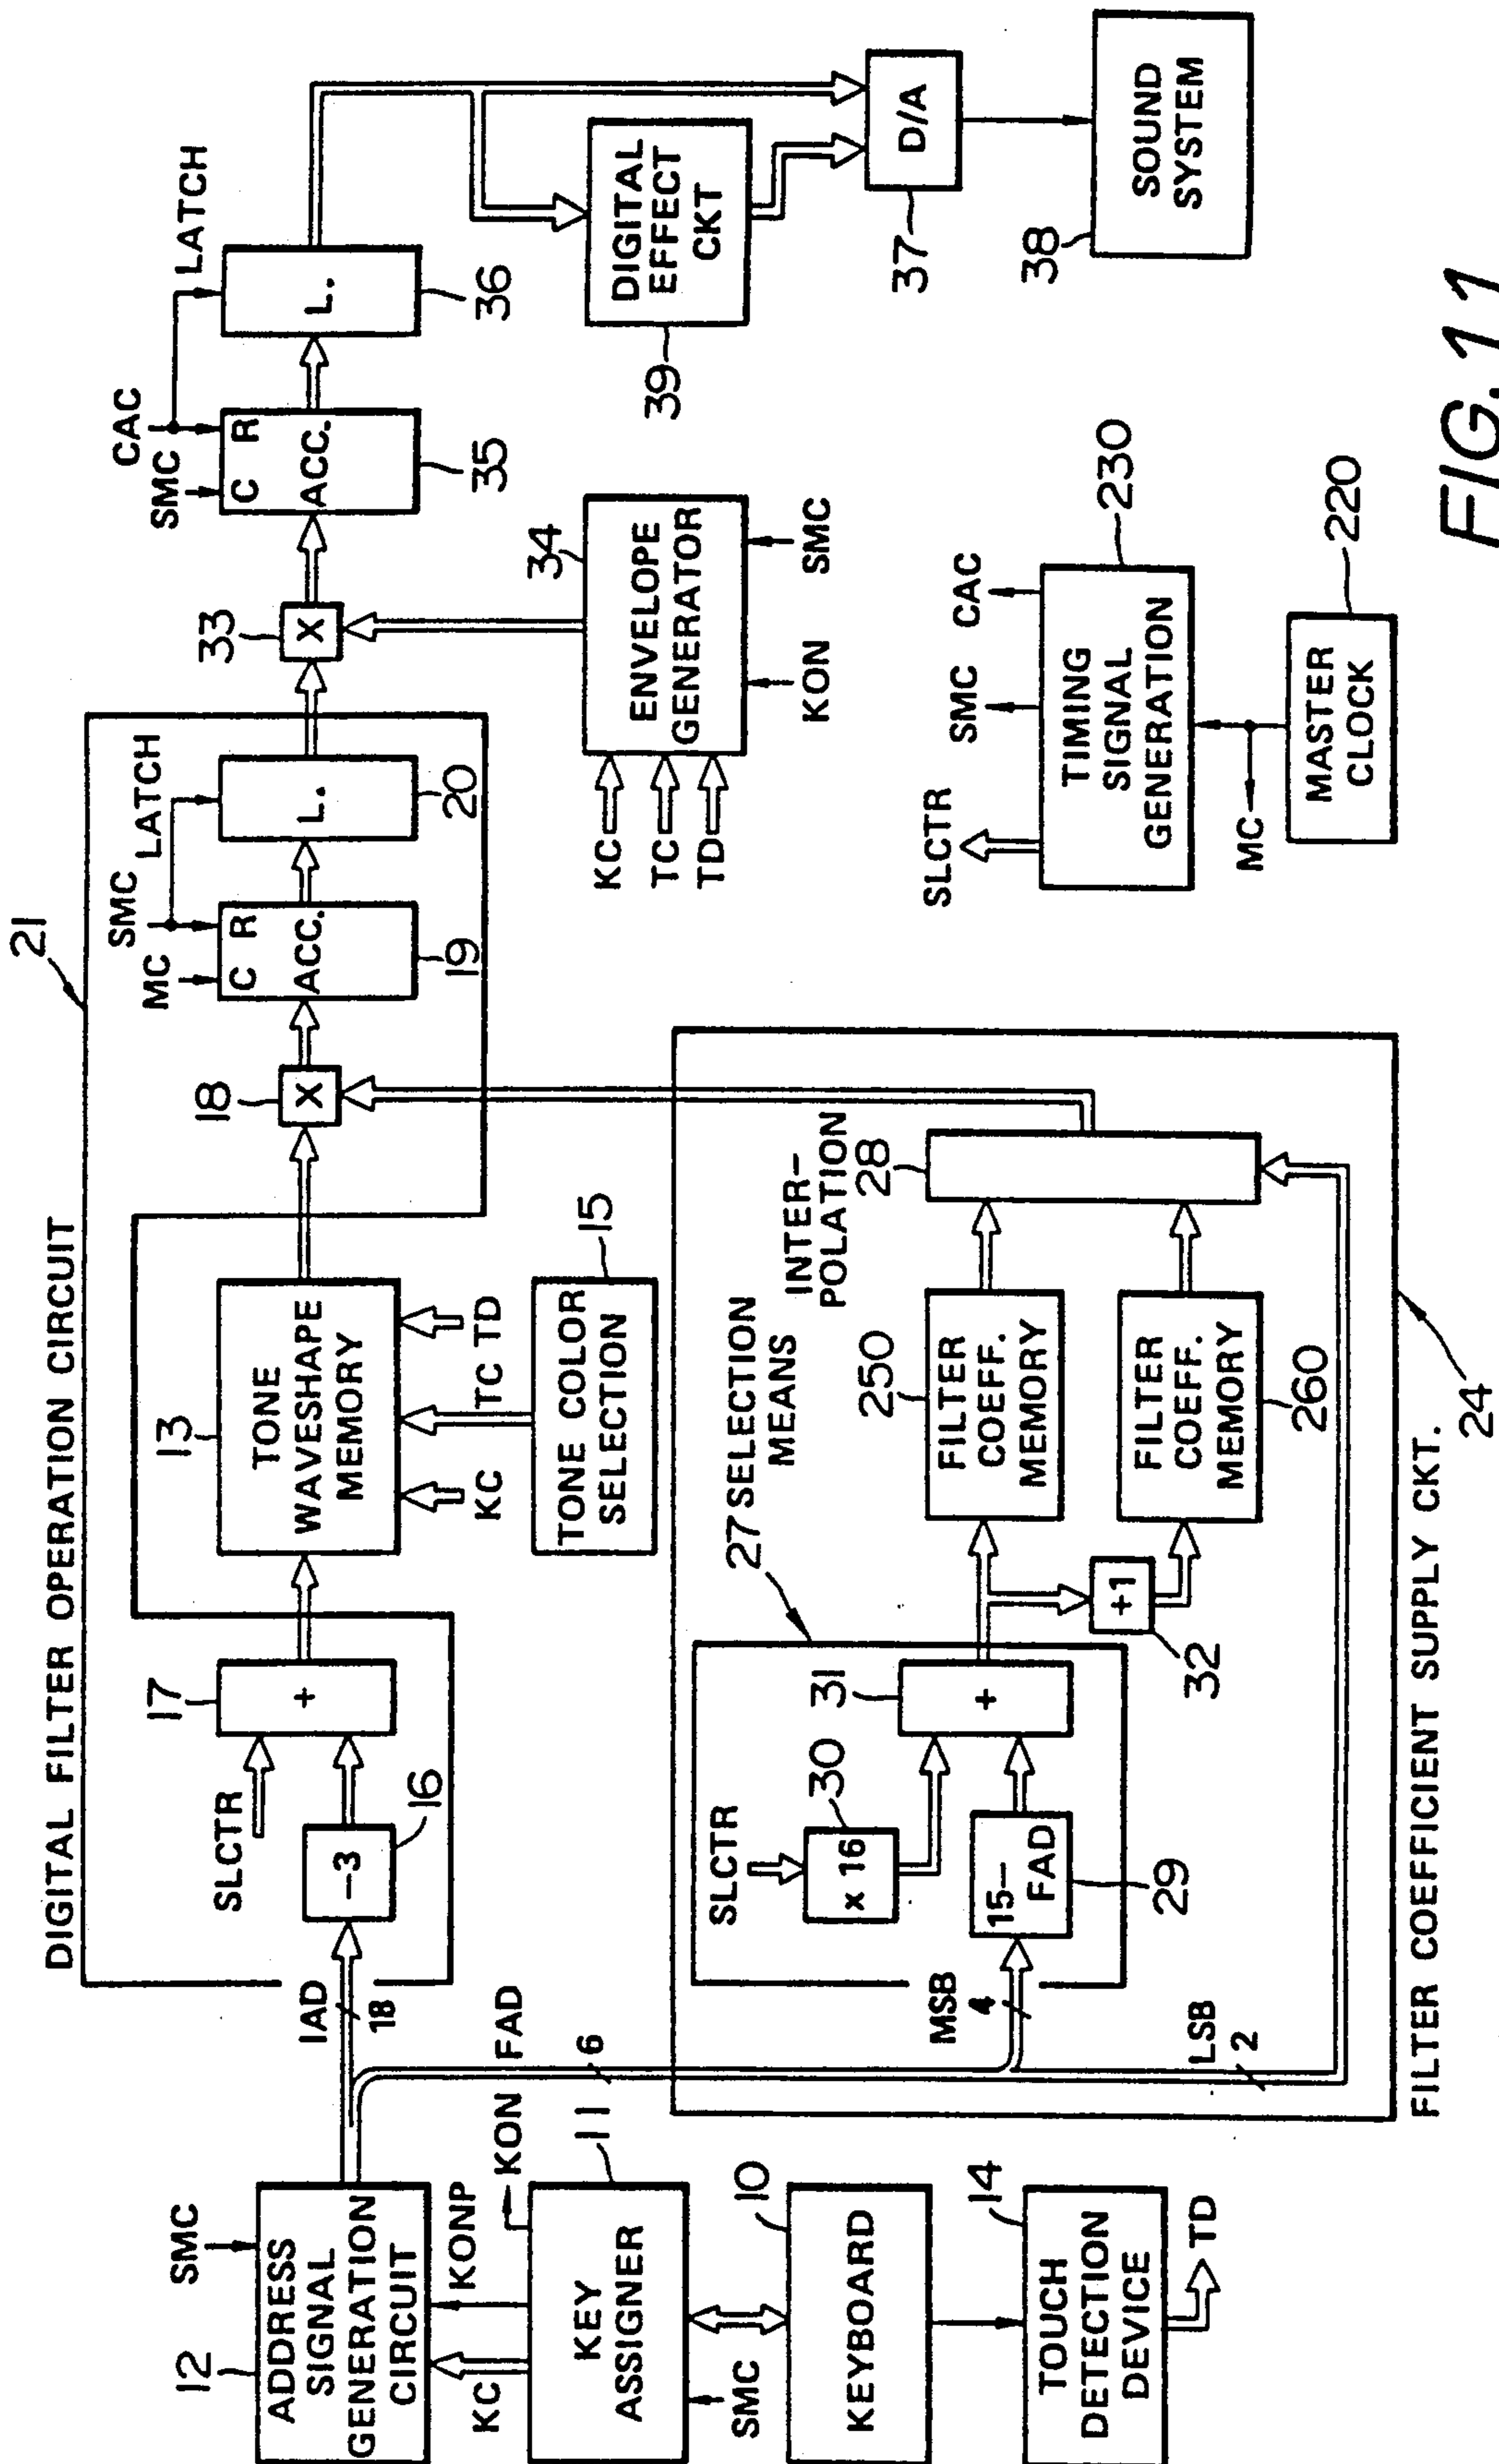 DIGITAL FILTER OPERATION CIRCUIT
21
SLCTR
17
+
-3
16
IAD
18
13
TONE
WAVESHAPE
MEMORY
KC
TC
TD
15
TONE COLOR
SELECTION
18
X
MC
SMC
LATCH
C R
ACC.
19
L.
20
33
X
SMC
CAC
LATCH
C R
ACC.
35
L.
36
34
ENVELOPE
GENERATOR
KC
TC
TD
KON
SMC
DIGITAL
EFFECT
CKT
39
D/A
37
38
SOUND
SYSTEM
SMC
12
ADDRESS
SIGNAL
GENERATION
CIRCUIT
KC
KONP
KON
FAD
6
11
KEY
ASSIGNER
SMC
10
KEYBOARD
14
TOUCH
DETECTION
DEVICE
TD
27 SELECTION
MEANS
SLCTR
30
x 16
31
+
MSB
4
15-
FAD
29
+1
32
250
FILTER
COEFF.
MEMORY
FILTER
COEFF.
MEMORY
260
INTER-
POLATION
28
LSB
2
24
FILTER COEFFICIENT SUPPLY CKT.
SLCTR
SMC
CAC
230
TIMING
SIGNAL
GENERATION
MC
MASTER
CLOCK
220
FIG. 11